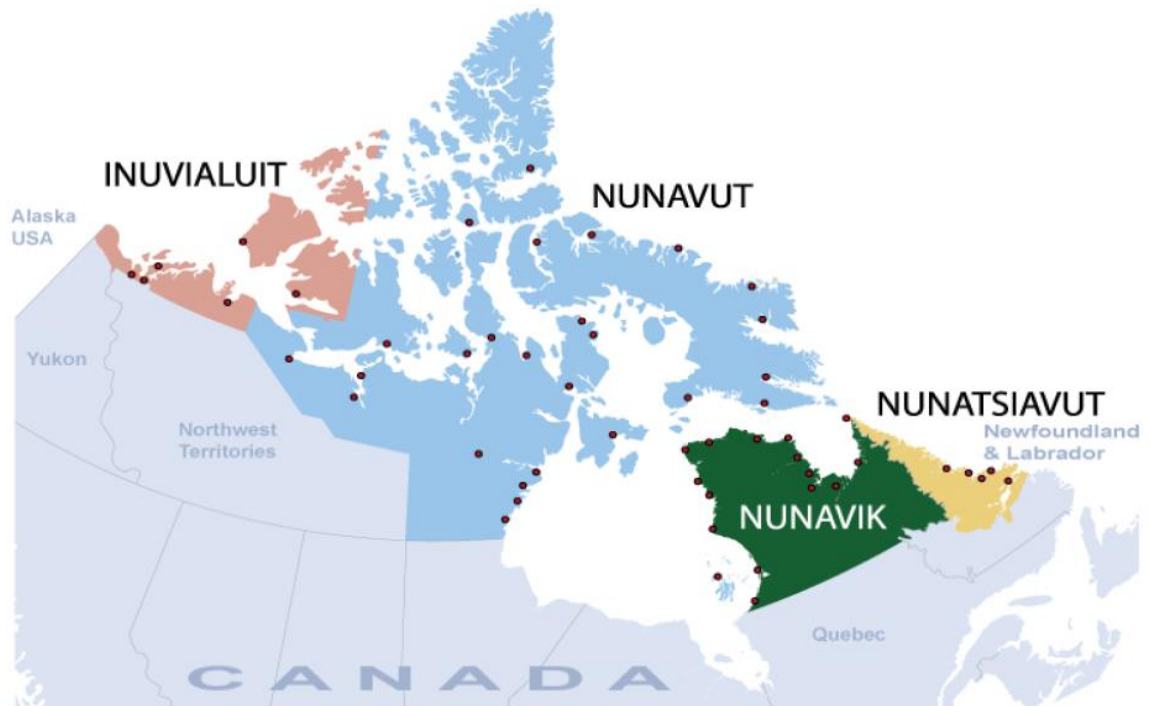 INUVIALUIT
NUNAVUT
Alaska
USA
Yukon
NUNATSIAVUT
Northwest
Territories
Newfoundland
& Labrador
NUNAVIK
Quebec
CANADA